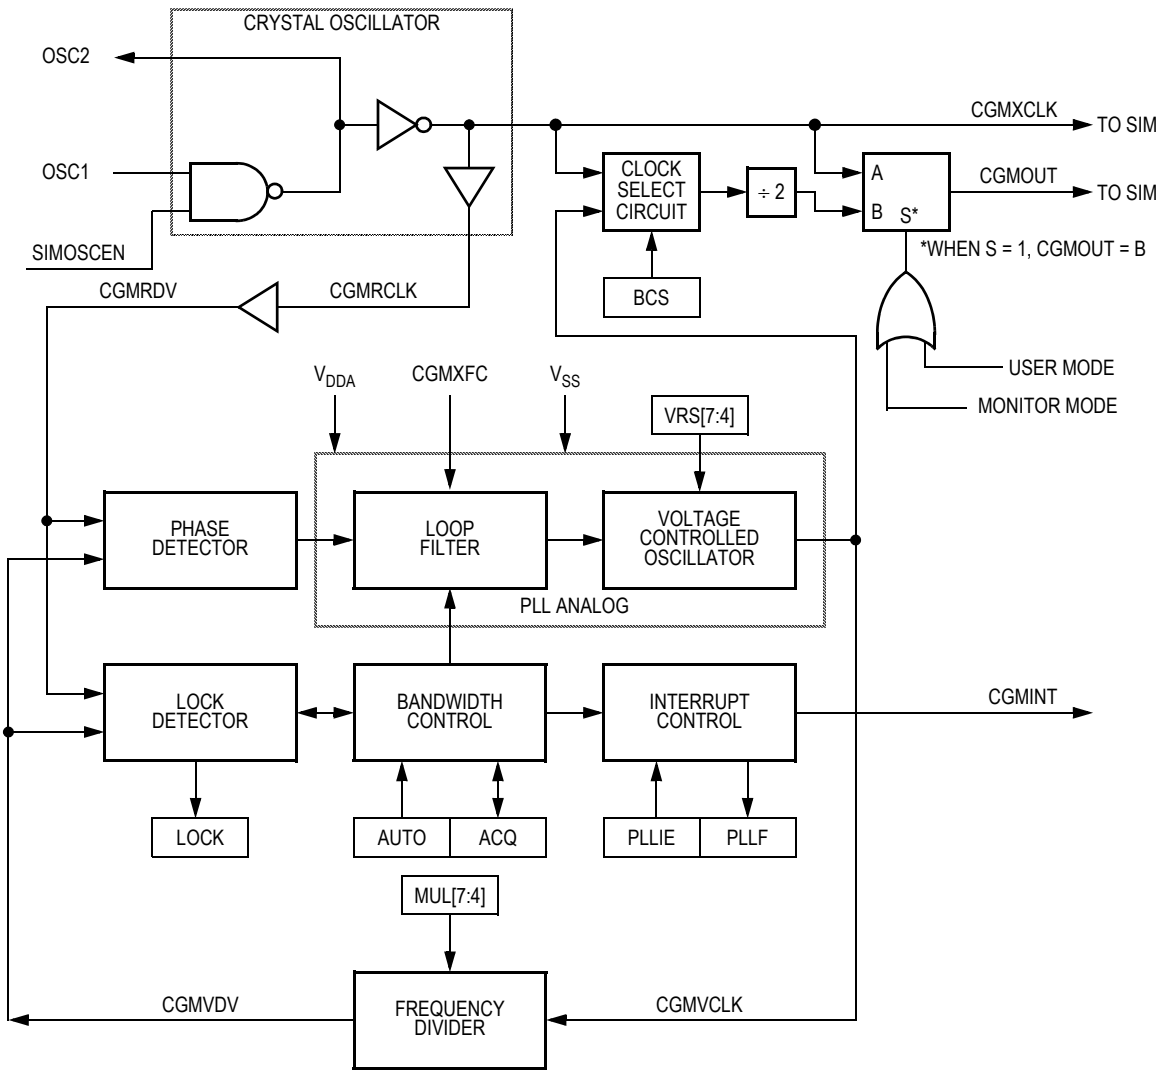 CRYSTAL OSCILLATOR
OSC2
CGMXCLK
TO SIM
OSC1
CLOCK
SELECT
CIRCUIT
÷ 2
A
B
S*
CGMOUT
TO SIM
SIMOSCEN
*WHEN S = 1, CGMOUT = B
CGMRDV
CGMRCLK
BCS
VDDA
CGMXFC
VSS
VRS[7:4]
USER MODE
MONITOR MODE
PHASE
DETECTOR
LOOP
FILTER
VOLTAGE
CONTROLLED
OSCILLATOR
PLL ANALOG
LOCK
DETECTOR
BANDWIDTH
CONTROL
INTERRUPT
CONTROL
CGMINT
LOCK
AUTO
ACQ
PLLIE
PLLF
MUL[7:4]
CGMVDV
FREQUENCY
DIVIDER
CGMVCLK